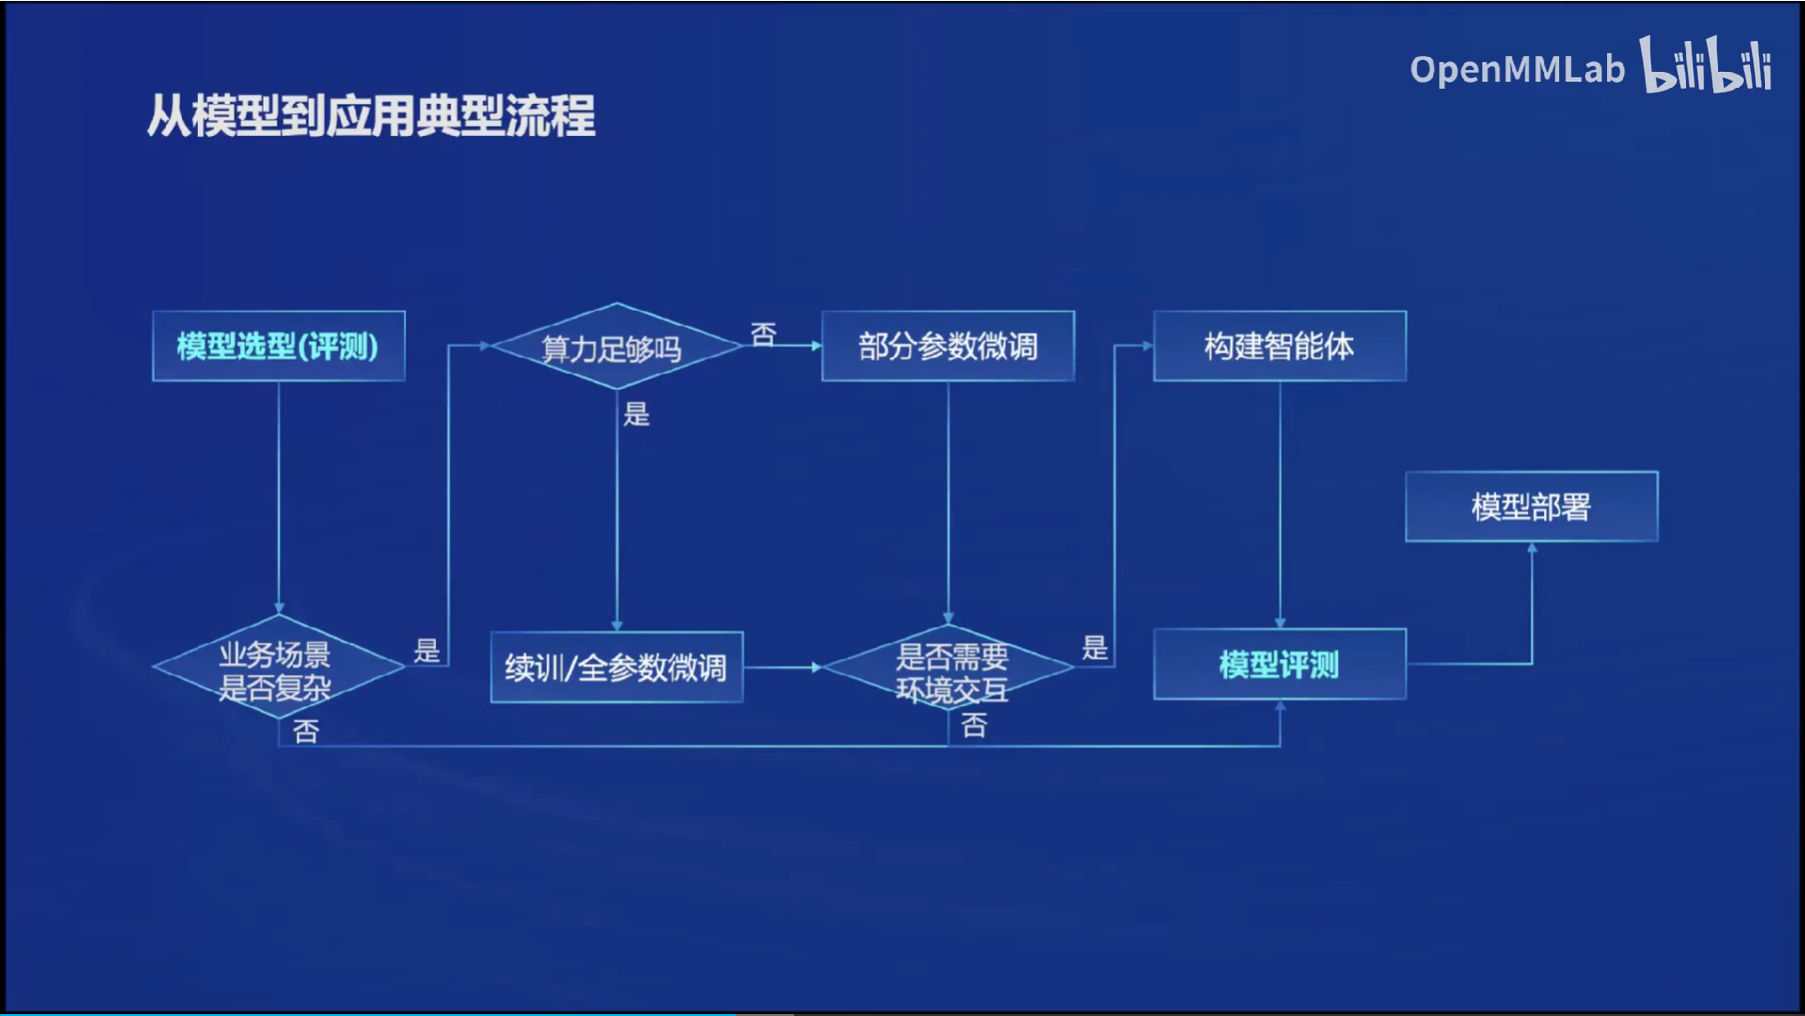 OpenMMLab bilibili
从模型到应用典型流程
模型选型(评测)
算力足够吗
否
部分参数微调
构建智能体
是
模型部署
业务场景
是否复杂
是
续训/全参数微调
是否需要
环境交互
是
模型评测
否
否